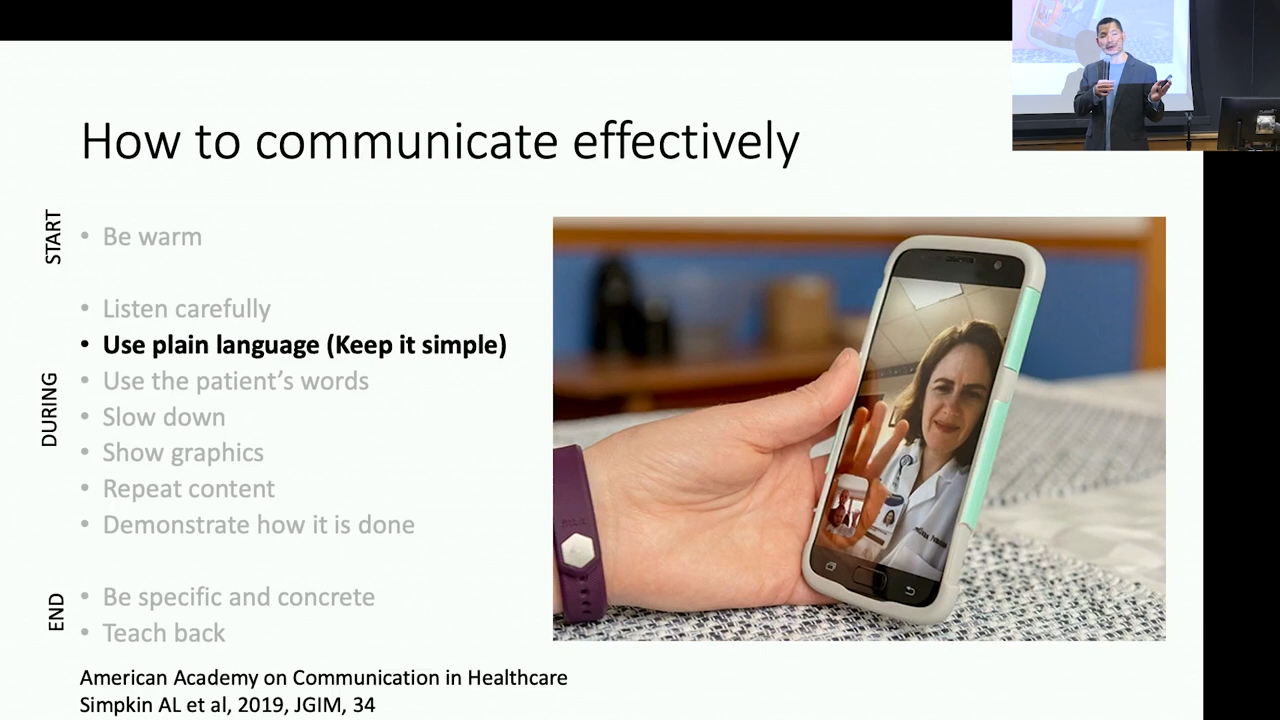 How to communicate effectively
START
• Be warm
DURING
• Listen carefully
• Use plain language (Keep it simple)
• Use the patient's words
• Slow down
• Show graphics
• Repeat content
• Demonstrate how it is done
END
• Be specific and concrete
• Teach back
American Academy on Communication in Healthcare
Simpkin AL et al, 2019, JGIM, 34